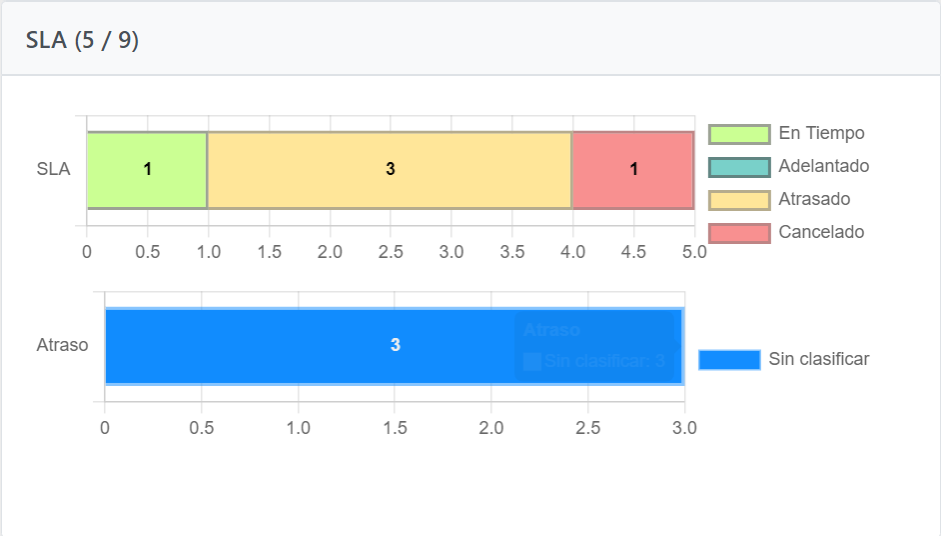 SLA (5 / 9)
SLA
1
3
1
0 0.5 1.0 1.5 2.0 2.5 3.0 3.5 4.0 4.5 5.0
En Tiempo
Adelantado
Atrasado
Cancelado
Atraso
3
Atraso
Sin clasificar: 3
0 0.5 1.0 1.5 2.0 2.5 3.0
Sin clasificar